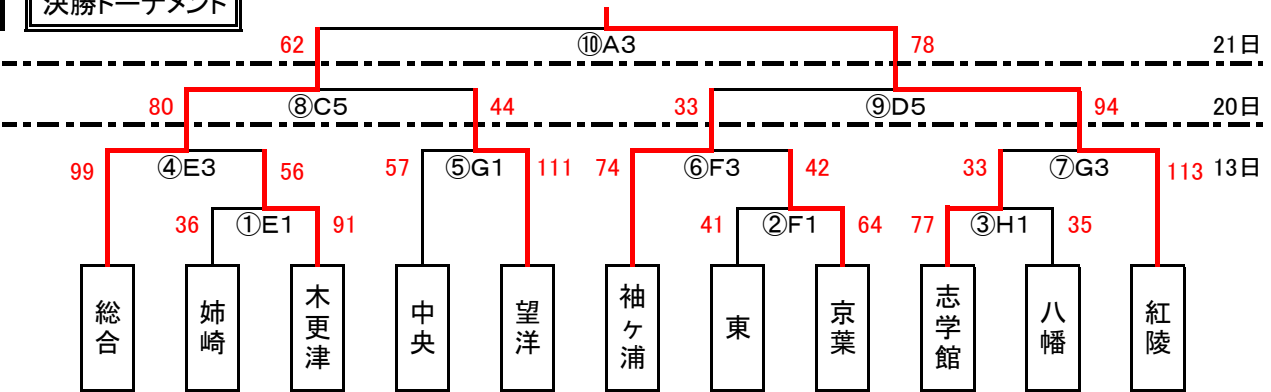 決勝トーナメント
62 ⑩A3 78 21日
80 ⑧C5 44 33 ⑨D5 94 20日
99 ④E3 56 57 ⑤G1 111 74 ⑥F3 42 33 ⑦G3 113 13日
36 ①E1 91 41 ②F1 64 77 ③H1 35
総合
姉崎
木更津
中央
望洋
袖ヶ浦
東
京葉
志学館
八幡
紅陵